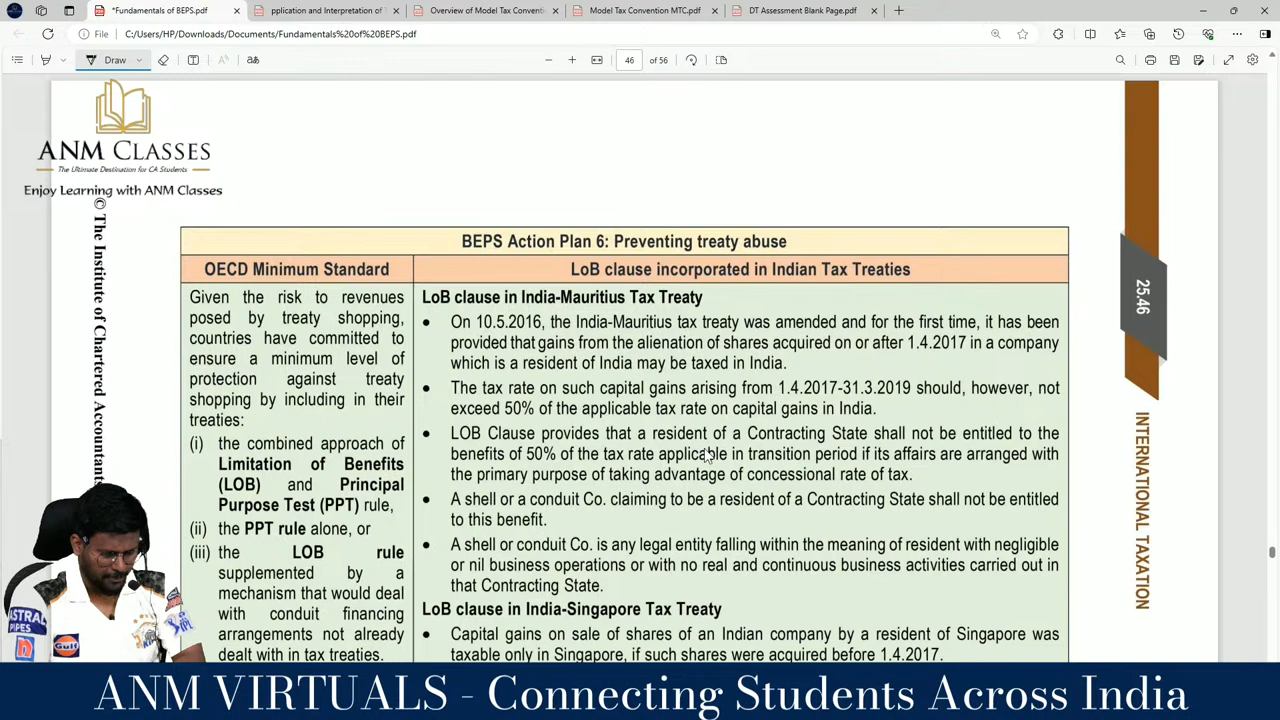 *Fundamentals of BEPS.pdf
pplication and Interpretation of T
Overview of Model Tax Conventi
Model Tax Convention MTC.pdf
DT Assessment Blank Page.pdf
File
C:/Users/HP/Downloads/Documents/Fundamentals%20of%20BEPS.pdf
Draw
46 of 56
ANM CLASSES
The Ultimate Destination for CA Students
Enjoy Learning with ANM Classes
© The Institute of Chartered Accountants
BEPS Action Plan 6: Preventing treaty abuse
OECD Minimum Standard
Given the risk to revenues
posed by treaty shopping,
countries have committed to
ensure a minimum level of
protection against treaty
shopping by including in their
treaties:
(i) the combined approach of
Limitation of Benefits
(LOB) and Principal
Purpose Test (PPT) rule,
(ii) the PPT rule alone, or
(iii) the LOB rule
supplemented by a
mechanism that would deal
with conduit financing
arrangements not already
dealt with in tax treaties.
LoB clause incorporated in Indian Tax Treaties
LoB clause in India-Mauritius Tax Treaty
• On 10.5.2016, the India-Mauritius tax treaty was amended and for the first time, it has been
provided that gains from the alienation of shares acquired on or after 1.4.2017 in a company
which is a resident of India may be taxed in India.
• The tax rate on such capital gains arising from 1.4.2017-31.3.2019 should, however, not
exceed 50% of the applicable tax rate on capital gains in India.
• LOB Clause provides that a resident of a Contracting State shall not be entitled to the
benefits of 50% of the tax rate applicable in transition period if its affairs are arranged with
the primary purpose of taking advantage of concessional rate of tax.
• A shell or a conduit Co. claiming to be a resident of a Contracting State shall not be entitled
to this benefit.
• A shell or conduit Co. is any legal entity falling within the meaning of resident with negligible
or nil business operations or with no real and continuous business activities carried out in
that Contracting State.
LoB clause in India-Singapore Tax Treaty
• Capital gains on sale of shares of an Indian company by a resident of Singapore was
taxable only in Singapore, if such shares were acquired before 1.4.2017.
25.46
INTERNATIONAL TAXATION
ASTRAL
PIPES
Gulf
ANM VIRTUALS - Connecting Students Across India